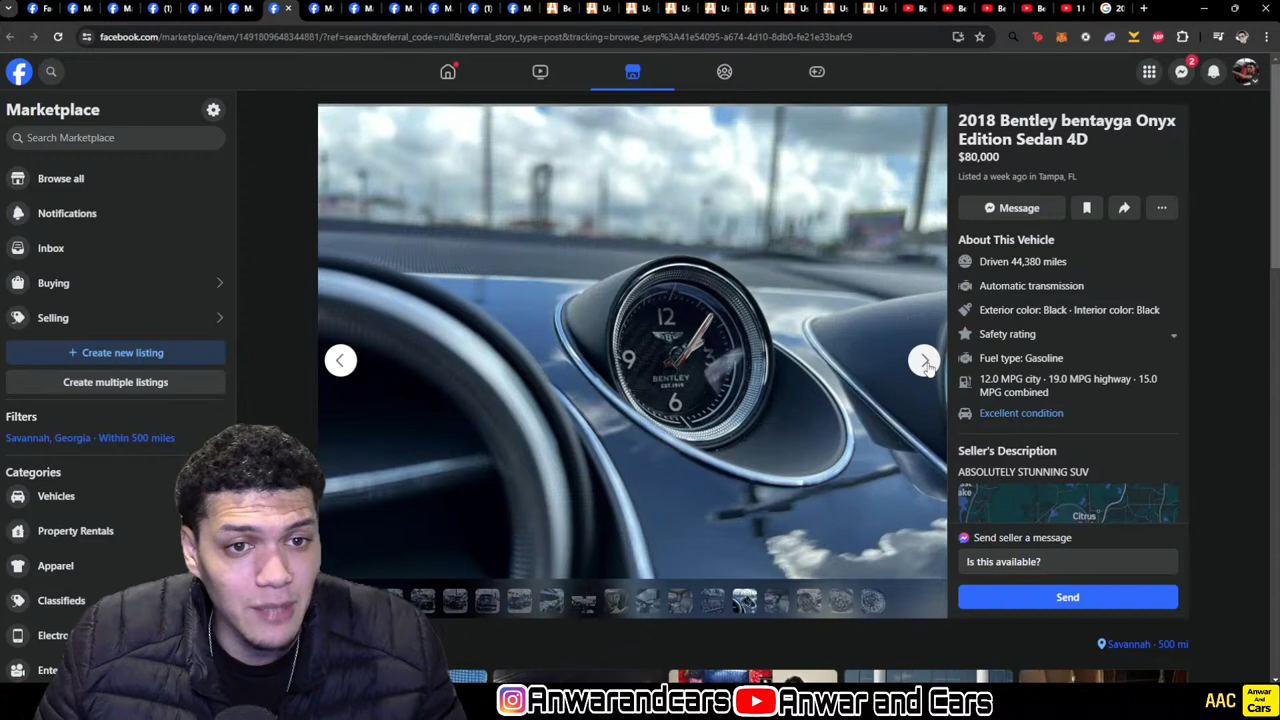 facebook.com/marketplace/item/1491809648344881/?ref=search&referral_code=null&referral_story_type=post&tracking=browse_serp%3A41e54095-a674-4d10-8db0-fe21e33bafc9
2
Marketplace
Search Marketplace
Browse all
Notifications
Inbox
Buying
Selling
+ Create new listing
Create multiple listings
Filters
Savannah, Georgia · Within 500 miles
Categories
Vehicles
Property Rentals
Apparel
Classifieds
Electro
Ente
12
B
9
3
BENTLEY
EST.1919
6
2018 Bentley bentayga Onyx
Edition Sedan 4D
$80,000
Listed a week ago in Tampa, FL
Message
About This Vehicle
Driven 44,380 miles
Automatic transmission
Exterior color: Black · Interior color: Black
Safety rating
Fuel type: Gasoline
12.0 MPG city · 19.0 MPG highway · 15.0
MPG combined
Excellent condition
Seller's Description
ABSOLUTELY STUNNING SUV
Citrus
Send seller a message
Is this available?
Send
Savannah · 500 mi
Anwarandcars
Anwar and Cars
AAC
Anwar
And
Cars